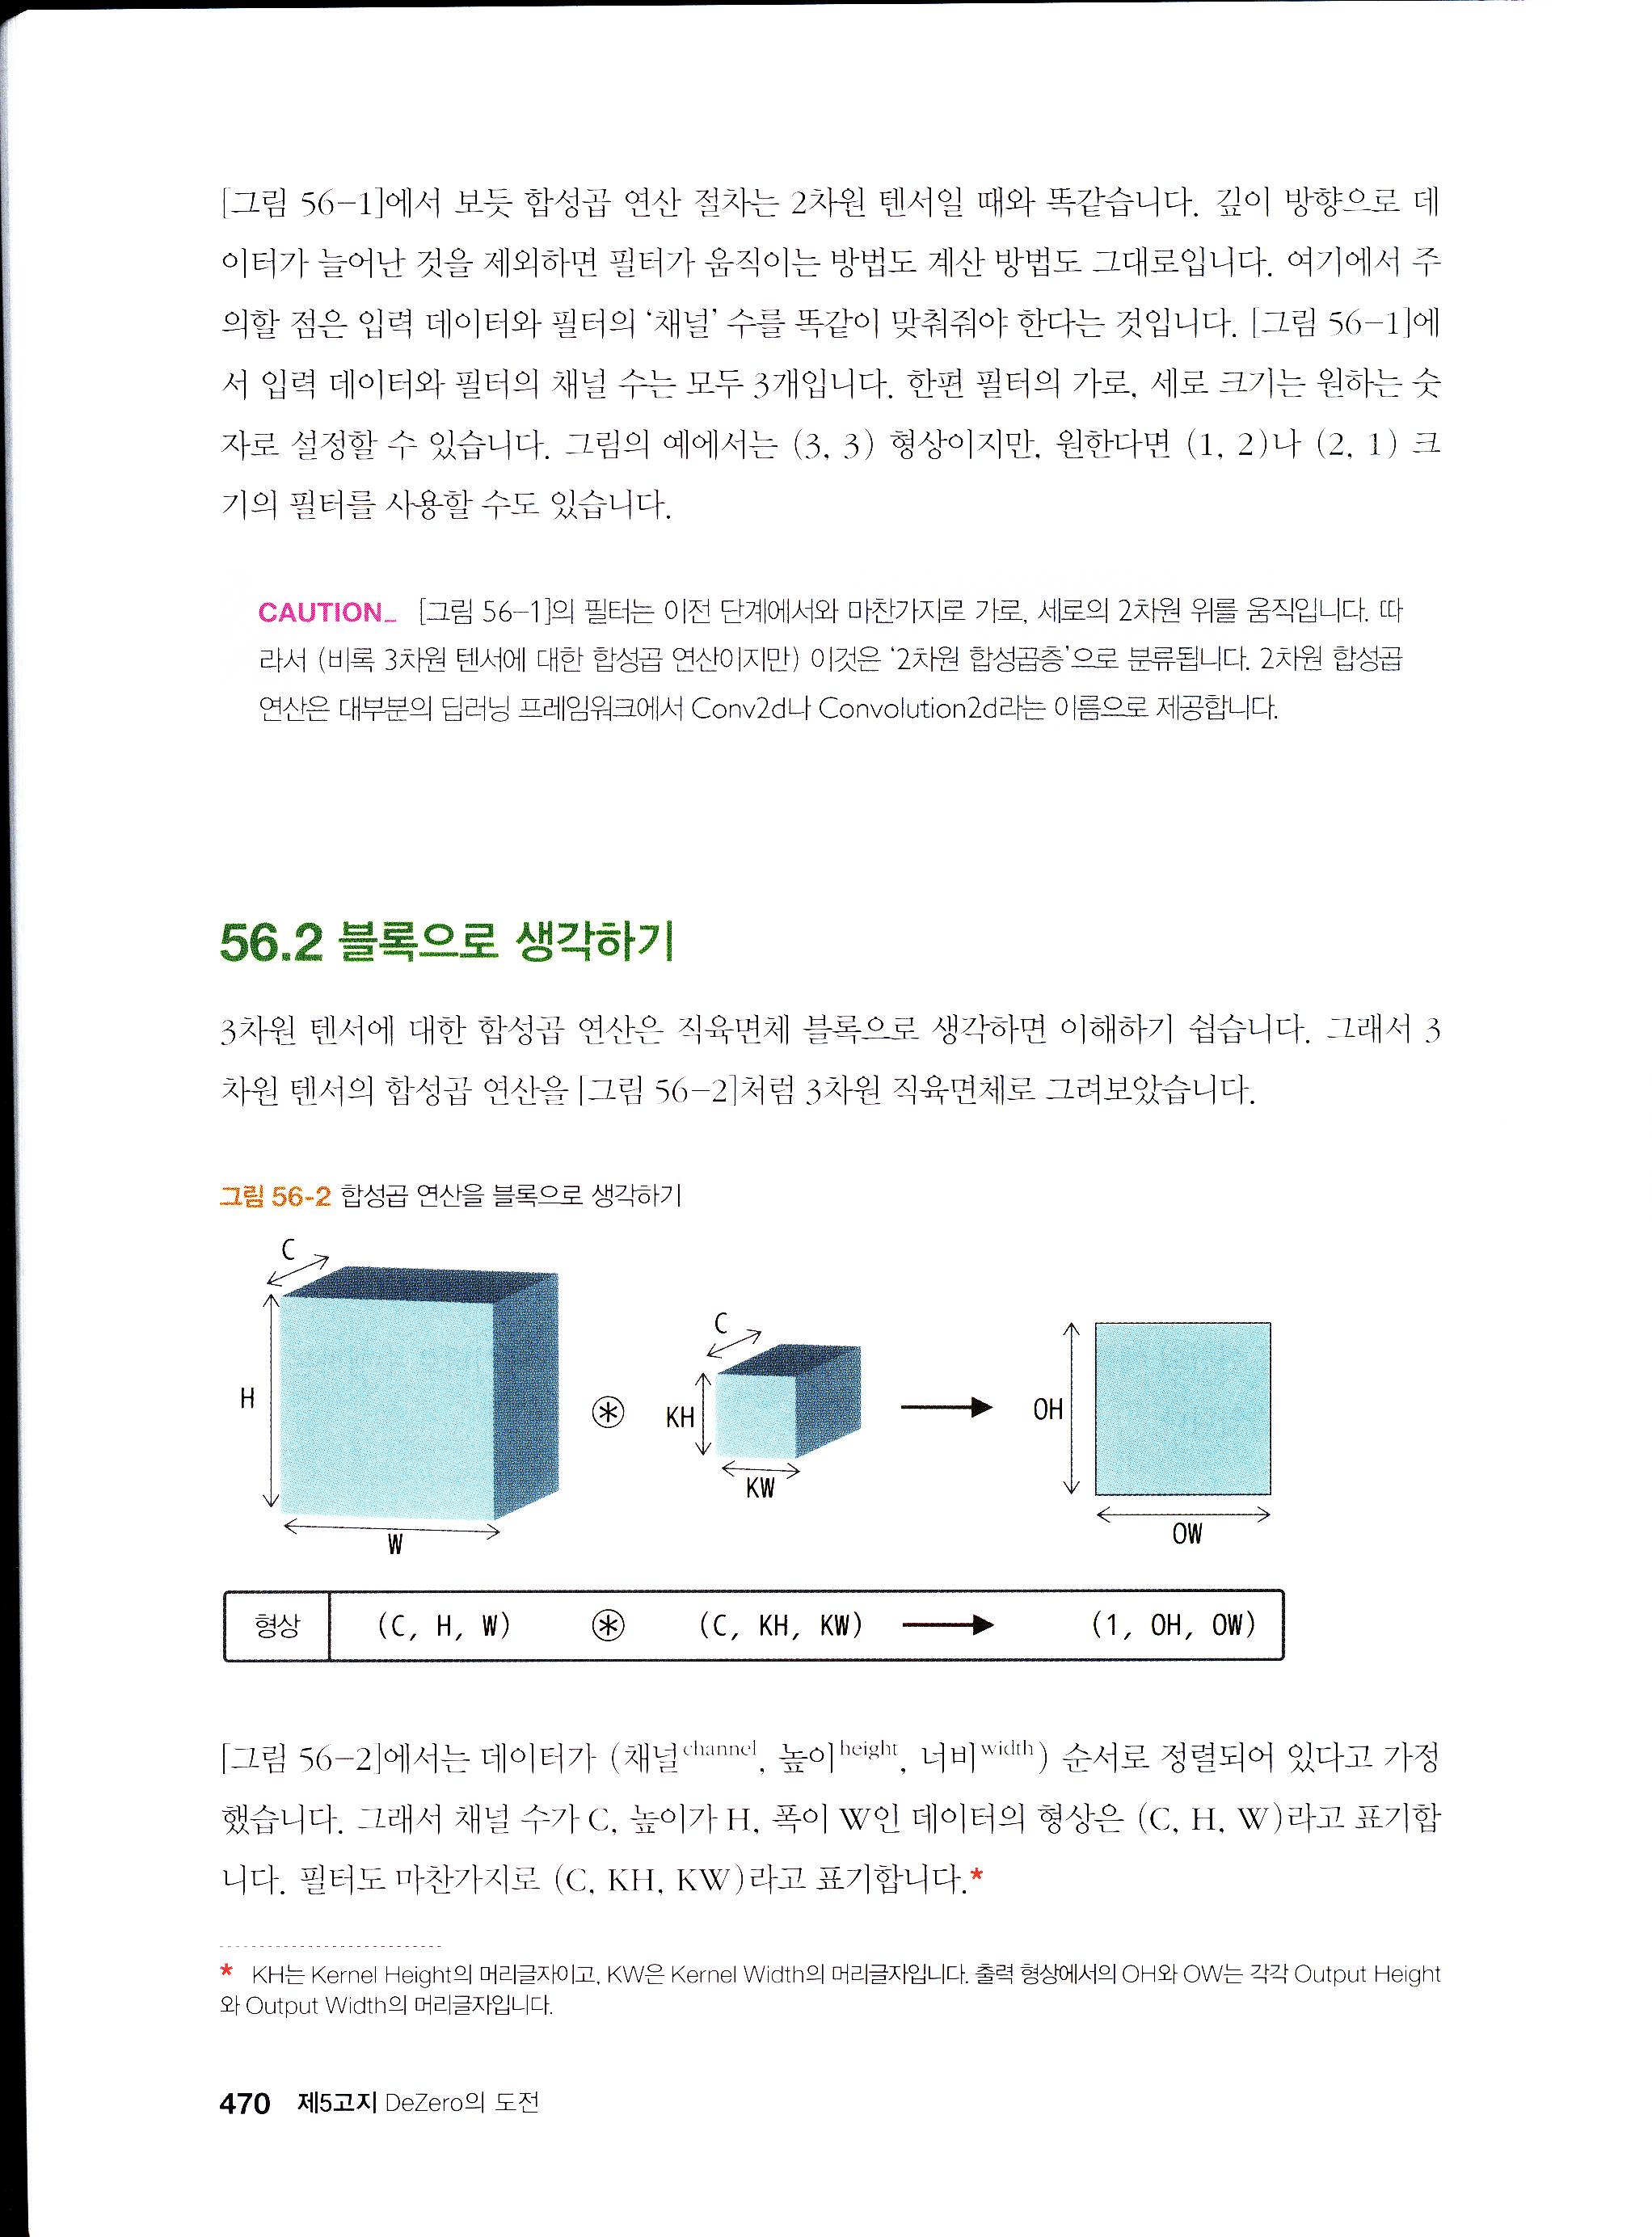 [그림 56-1]에서 보듯 합성곱 연산 절차는 2차원 텐서일 때와 똑같습니다. 깊이 방향으로 데
이터가 늘어난 것을 제외하면 필터가 움직이는 방법도 계산 방법도 그대로입니다. 여기에서 주
의할 점은 입력 데이터와 필터의 ‘채널’ 수를 똑같이 맞춰줘야 한다는 것입니다. [그림 56-1]에
서 입력 데이터와 필터의 채널 수는 모두 3개입니다. 한편 필터의 가로, 세로 크기는 원하는 숫
자로 설정할 수 있습니다. 그림의 예에서는 (3, 3) 형상이지만, 원한다면 (1, 2)나 (2, 1) 크
기의 필터를 사용할 수도 있습니다.
CAUTION_ [그림 56-1]의 필터는 이전 단계에서와 마찬가지로 가로, 세로의 2차원 위를 움직입니다. 따
라서 (비록 3차원 텐서에 대한 합성곱 연산이지만) 이것은 ‘2차원 합성곱층’으로 분류됩니다. 2차원 합성곱
연산은 대부분의 딥러닝 프레임워크에서 Conv2d나 Convolution2d라는 이름으로 제공합니다.
56.2 블록으로 생각하기
3차원 텐서에 대한 합성곱 연산은 직육면체 블록으로 생각하면 이해하기 쉽습니다. 그래서 3
차원 텐서의 합성곱 연산을 [그림 56-2]처럼 3차원 직육면체로 그려보았습니다.
그림 56-2 합성곱 연산을 블록으로 생각하기
C
H
W
⊛
C
KH
KW
OH
OW
형상 (C, H, W) ⊛ (C, KH, KW) → (1, OH, OW)
[그림 56-2]에서는 데이터가 (채널channel, 높이height, 너비width) 순서로 정렬되어 있다고 가정
했습니다. 그래서 채널 수가 C, 높이가 H, 폭이 W인 데이터의 형상은 (C, H, W)라고 표기합
니다. 필터도 마찬가지로 (C, KH, KW)라고 표기합니다.*
* KH는 Kernel Height의 머리글자이고, KW은 Kernel Width의 머리글자입니다. 출력 형상에서의 OH와 OW는 각각 Output Height
와 Output Width의 머리글자입니다.
470 제5고지 DeZero의 도전